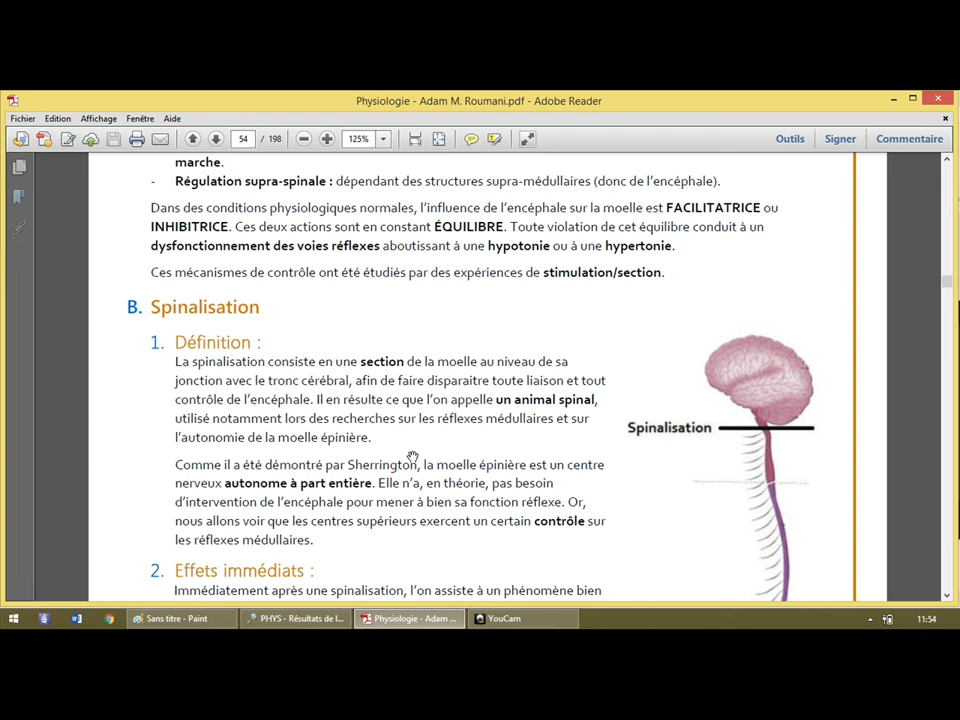 Physiologie - Adam M. Roumani.pdf - Adobe Reader
Fichier Edition Affichage Fenêtre Aide
54 / 198 125% Outils Signer Commentaire
marche.
- Régulation supra-spinale : dépendant des structures supra-médullaires (donc de l'encéphale).
Dans des conditions physiologiques normales, l'influence de l'encéphale sur la moelle est FACILITATRICE ou
INHIBITRICE. Ces deux actions sont en constant ÉQUILIBRE. Toute violation de cet équilibre conduit à un
dysfonctionnement des voies réflexes aboutissant à une hypotonie ou à une hypertonie.
Ces mécanismes de contrôle ont été étudiés par des expériences de stimulation/section.
B. Spinalisation
1. Définition :
La spinalisation consiste en une section de la moelle au niveau de sa
jonction avec le tronc cérébral, afin de faire disparaitre toute liaison et tout
contrôle de l'encéphale. Il en résulte ce que l'on appelle un animal spinal,
utilisé notamment lors des recherches sur les réflexes médullaires et sur
l'autonomie de la moelle épinière.
Spinalisation
Comme il a été démontré par Sherrington, la moelle épinière est un centre
nerveux autonome à part entière. Elle n'a, en théorie, pas besoin
d'intervention de l'encéphale pour mener à bien sa fonction réflexe. Or,
nous allons voir que les centres supérieurs exercent un certain contrôle sur
les réflexes médullaires.
2. Effets immédiats :
Immédiatement après une spinalisation, l'on assiste à un phénomène bien
Sans titre - Paint PHYS - Résultats de l... Physiologie - Adam ... YouCam 11:54